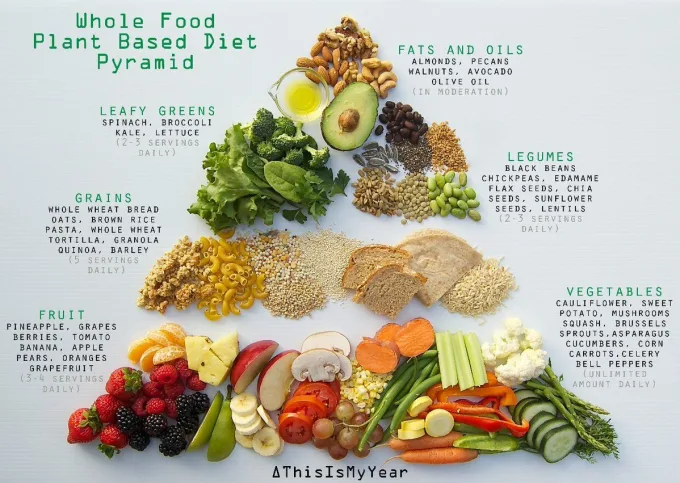 Whole Food
Plant Based Diet
Pyramid
FATS AND OILS
ALMONDS, PECANS
WALNUTS, AVOCADO
OLIVE OIL
(IN MODERATION)
LEAFY GREENS
SPINACH, BROCCOLI
KALE, LETTUCE
(2-3 SERVINGS
DAILY)
LEGUMES
BLACK BEANS
CHICKPEAS, EDAMAME
FLAX SEEDS, CHIA
SEEDS, SUNFLOWER
SEEDS, LENTILS
(2-3 SERVINGS
DAILY)
GRAINS
WHOLE WHEAT BREAD
OATS, BROWN RICE
PASTA, WHOLE WHEAT
TORTILLA, GRANOLA
QUINOA, BARLEY
(5 SERVINGS
DAILY)
VEGETABLES
CAULIFLOWER, SWEET
POTATO, MUSHROOMS
SQUASH, BRUSSELS
SPROUTS,ASPARAGUS
CUCUMBERS, CORN
CARROTS,CELERY
BELL PEPPERS
(UNLIMITED
AMOUNT DAILY)
FRUIT
PINEAPPLE, GRAPES
BERRIES, TOMATO
BANANA, APPLE
PEARS, ORANGES
GRAPEFRUIT
(3-4 SERVINGS
DAILY)
ΔThisIsMyYear